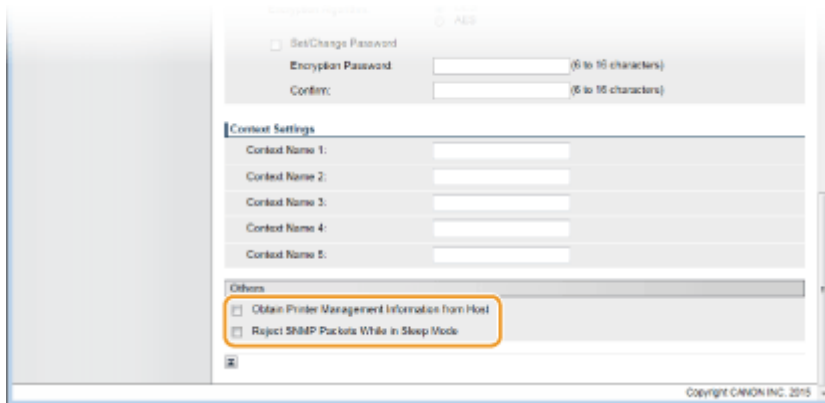 AES
Set/Change Password
Encryption Password:
(6 to 16 characters)
Confirm:
(6 to 16 characters)
Context Settings
Context Name 1:
Context Name 2:
Context Name 3:
Context Name 4:
Context Name 5:
Others
Obtain Printer Management Information from Host
Reject SNMP Packets While in Sleep Mode
Copyright CANON INC. 2015